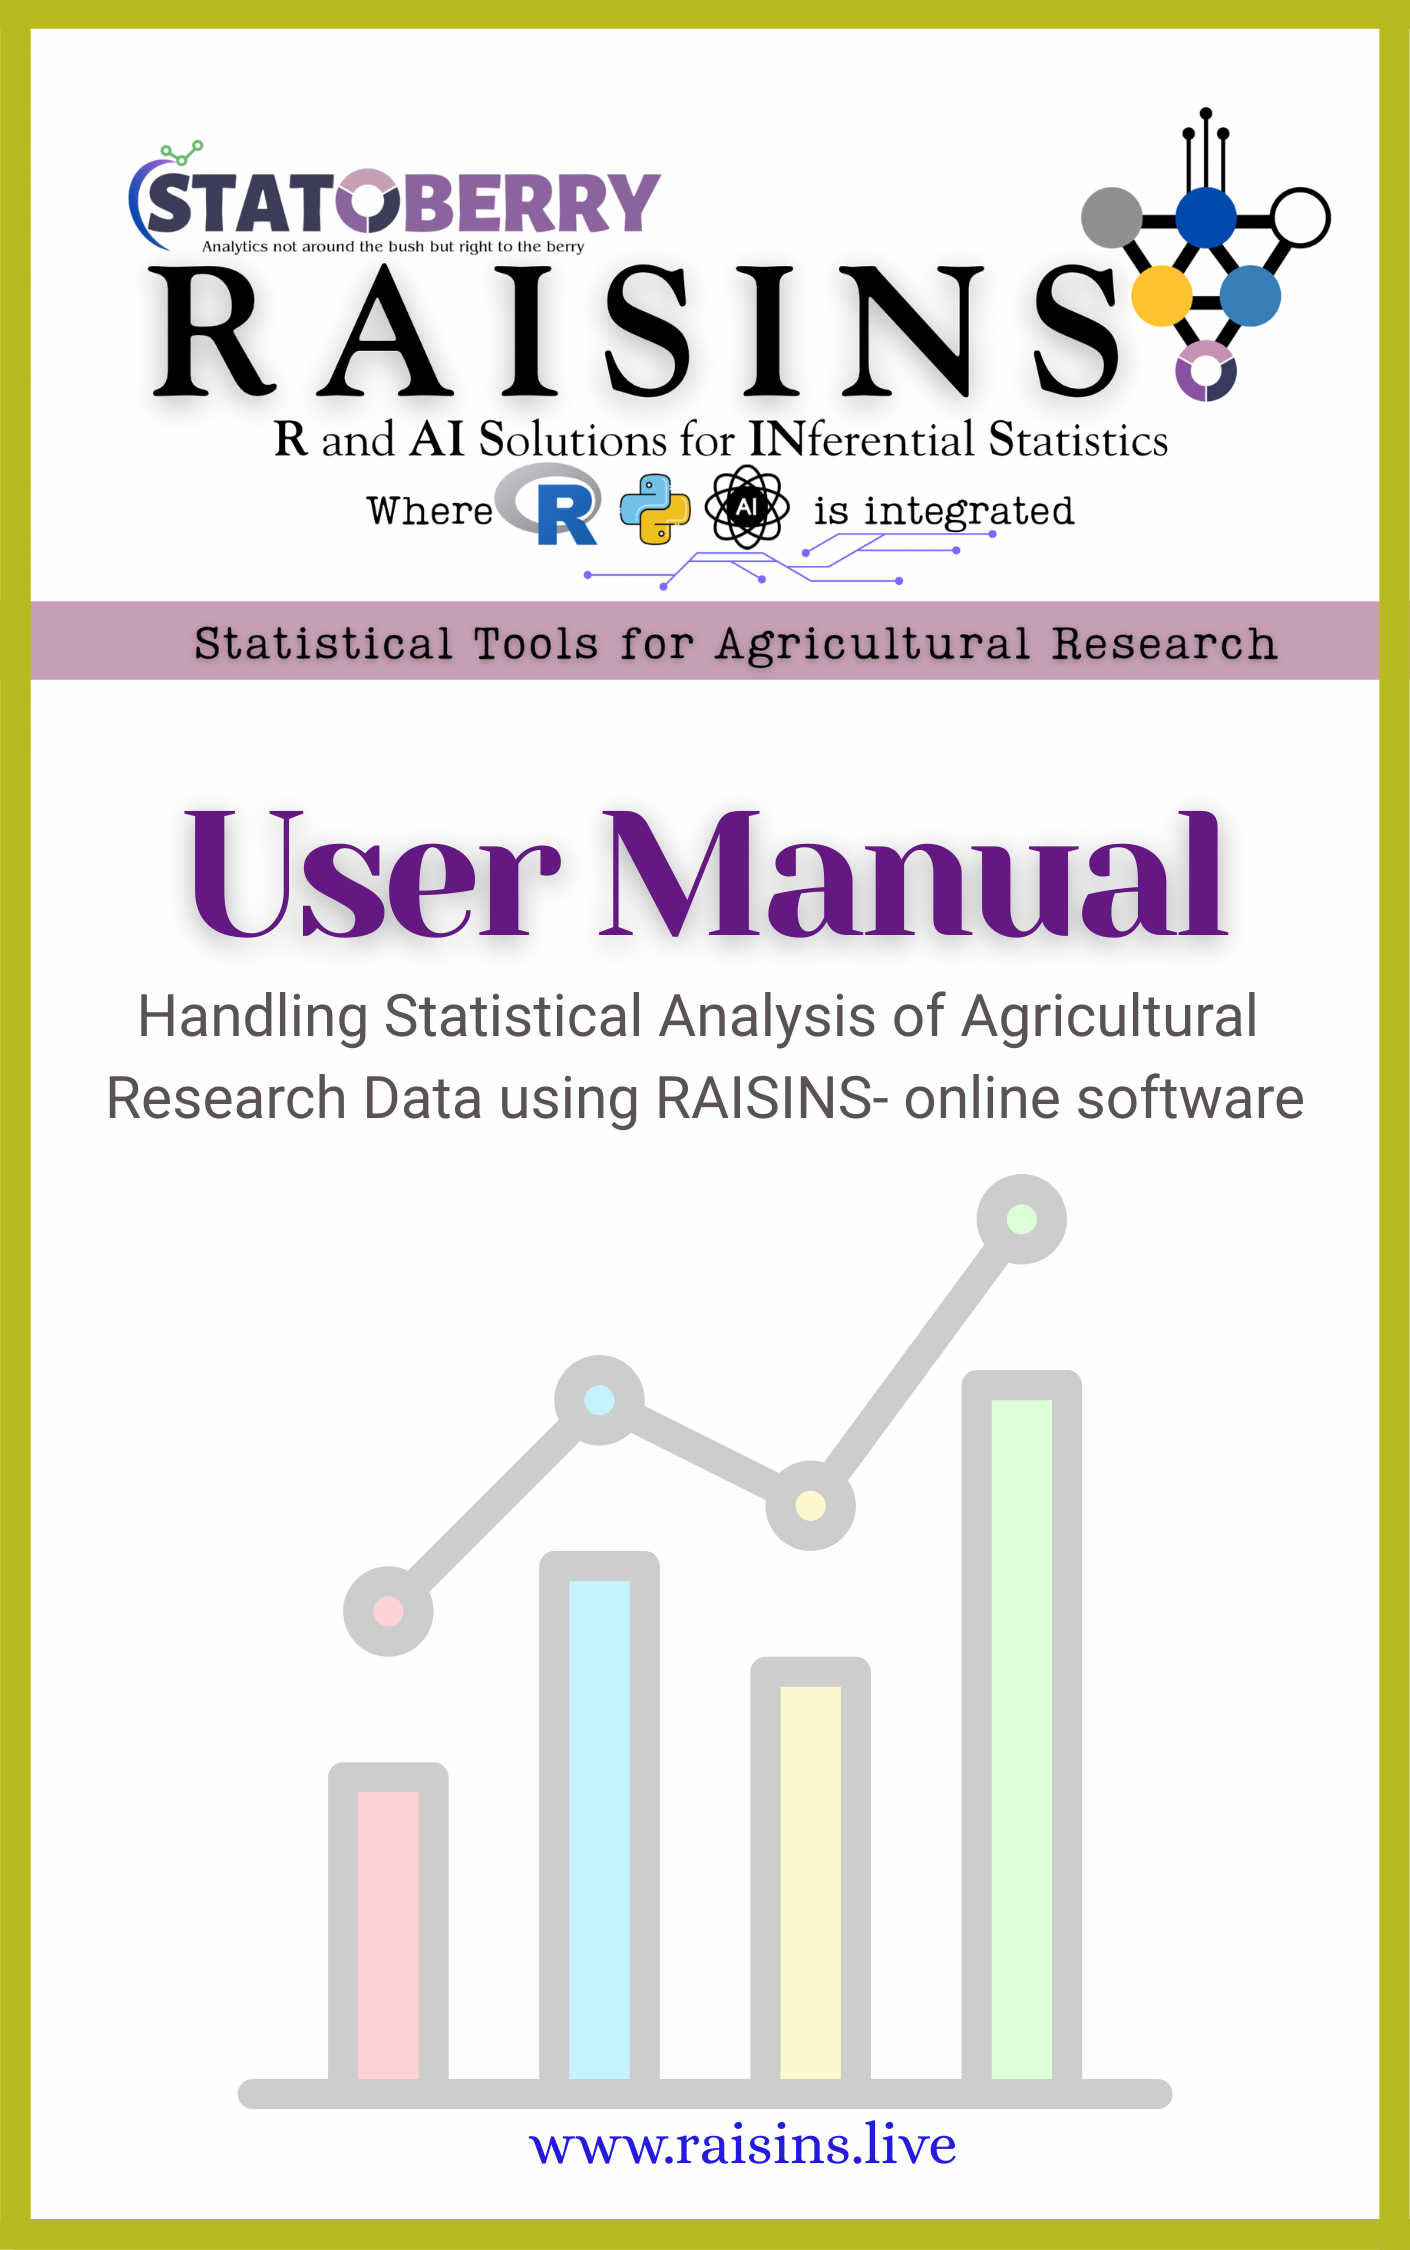 STATOBERRY
Analytics not around the bush but right to the berry
RAISINS
R and AI Solutions for INferential Statistics
Where R AI is integrated
Statistical Tools for Agricultural Research
User Manual
Handling Statistical Analysis of Agricultural
Research Data using RAISINS- online software
www.raisins.live